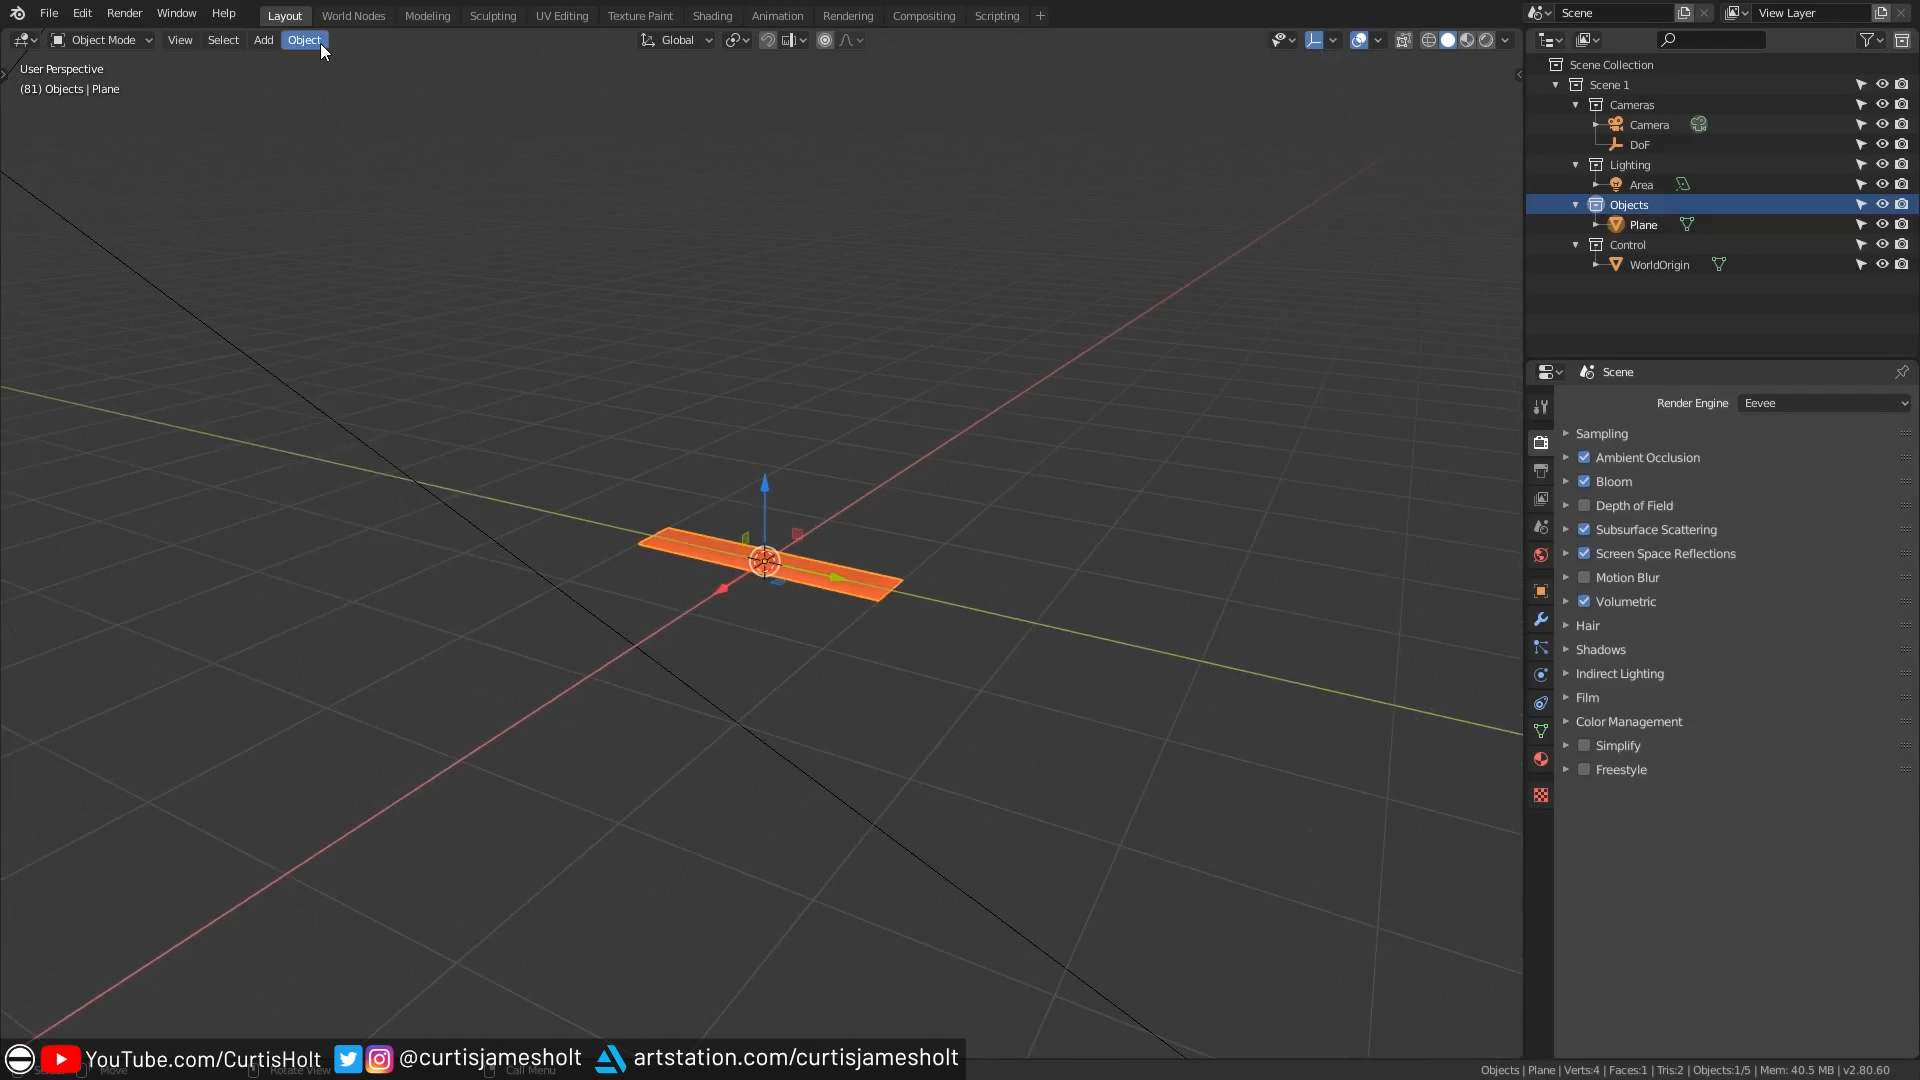 File Edit Render Window Help Layout World Nodes Modeling Sculpting UV Editing Texture Paint Shading Animation Rendering Compositing Scripting + Scene View Layer
Object Mode View Select Add Object Global
User Perspective
(81) Objects | Plane
Scene Collection
Scene 1
Cameras
Camera
DoF
Lighting
Area
Objects
Plane
Control
WorldOrigin
Scene
Render Engine Eevee
Sampling
Ambient Occlusion
Bloom
Depth of Field
Subsurface Scattering
Screen Space Reflections
Motion Blur
Volumetric
Hair
Shadows
Indirect Lighting
Film
Color Management
Simplify
Freestyle
YouTube.com/CurtisHolt @curtisjamesholt artstation.com/curtisjamesholt
Move Rotate View Call Menu
Objects | Plane | Verts:4 | Faces:1 | Tris:2 | Objects:1/5 | Mem: 40.5 MB | v2.80.60